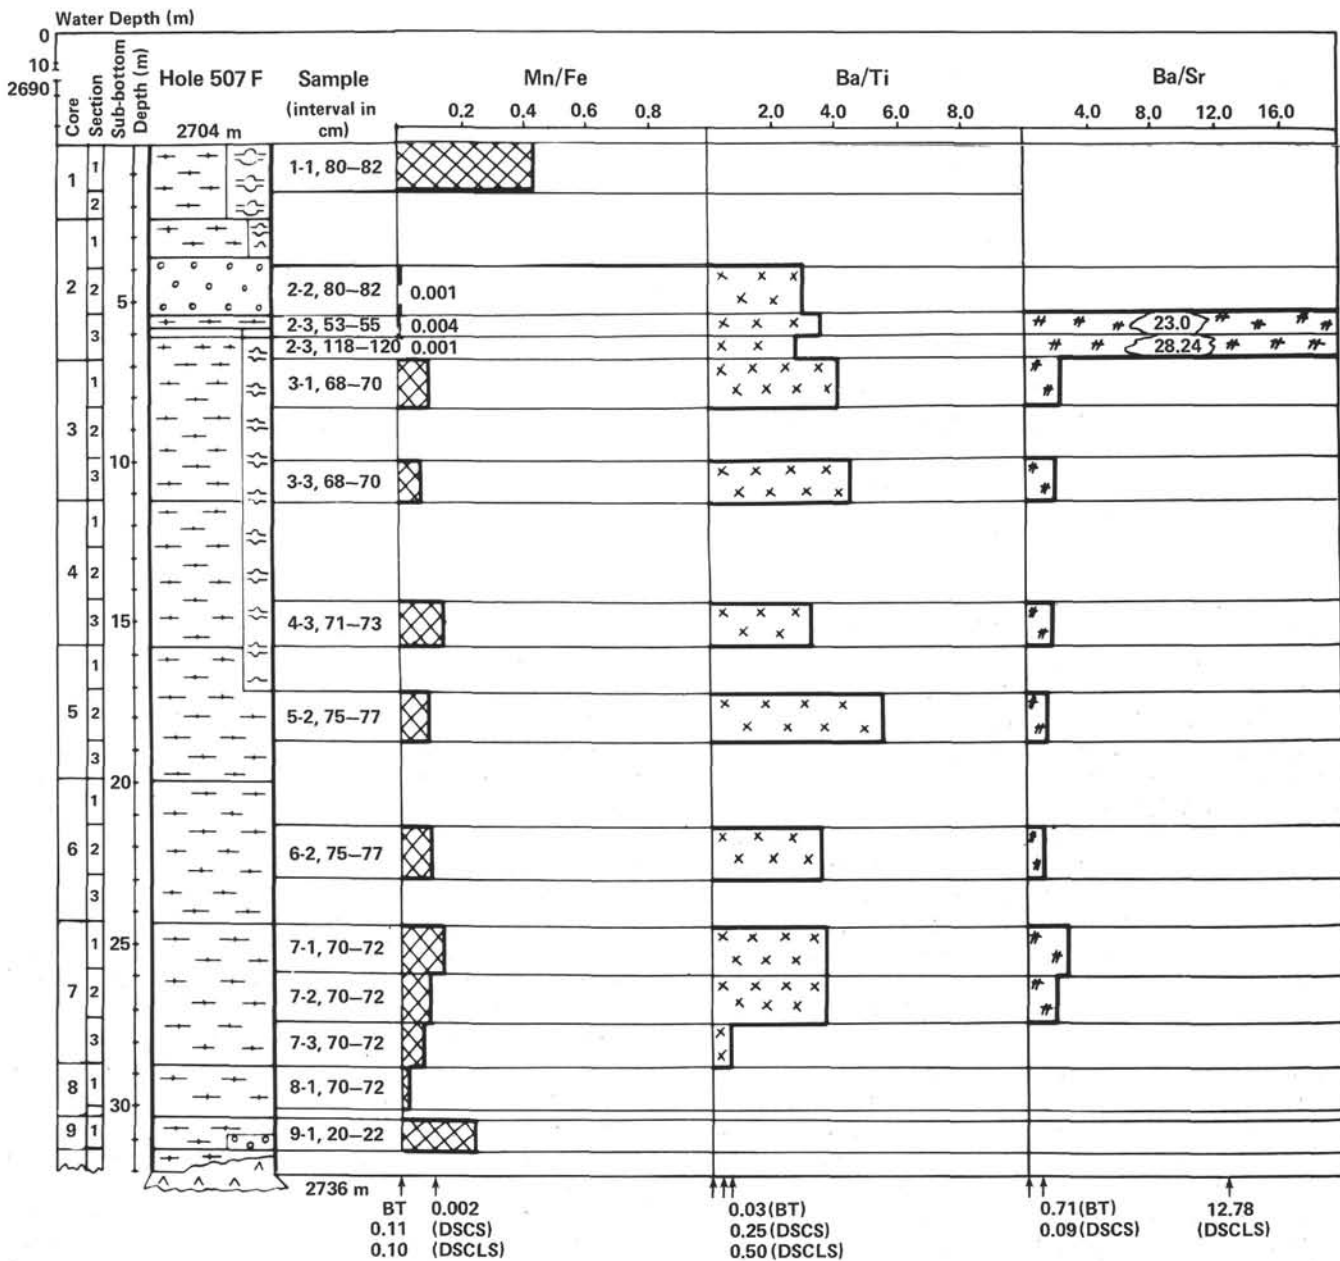 Water Depth (m)
0
10
2690
Core
Section
Sub-bottom
Depth (m)
Hole 507 F
2704 m
Sample
(interval in
cm)
Mn/Fe
0.2 0.4 0.6 0.8
Ba/Ti
2.0 4.0 6.0 8.0
Ba/Sr
4.0 8.0 12.0 16.0
1 1 1-1, 80–82
2
1
2 2 5 2-2, 80–82 0.001
3 2-3, 53–55 0.004 23.0
2-3, 118–120 0.001 28.24
1 3-1, 68–70
3 2
3 10 3-3, 68–70
1
4 2
3 15 4-3, 71–73
1
5 2 5-2, 75–77
3
20
1
6 2 6-2, 75–77
3
1 25 7-1, 70–72
7 2 7-2, 70–72
3 7-3, 70–72
8 1 8-1, 70–72
30
9 1 9-1, 20–22
2736 m
BT 0.002 0.03 (BT) 0.71 (BT) 12.78
0.11 (DSCS) 0.25 (DSCS) 0.09 (DSCS) (DSCLS)
0.10 (DSCLS) 0.50 (DSCLS)